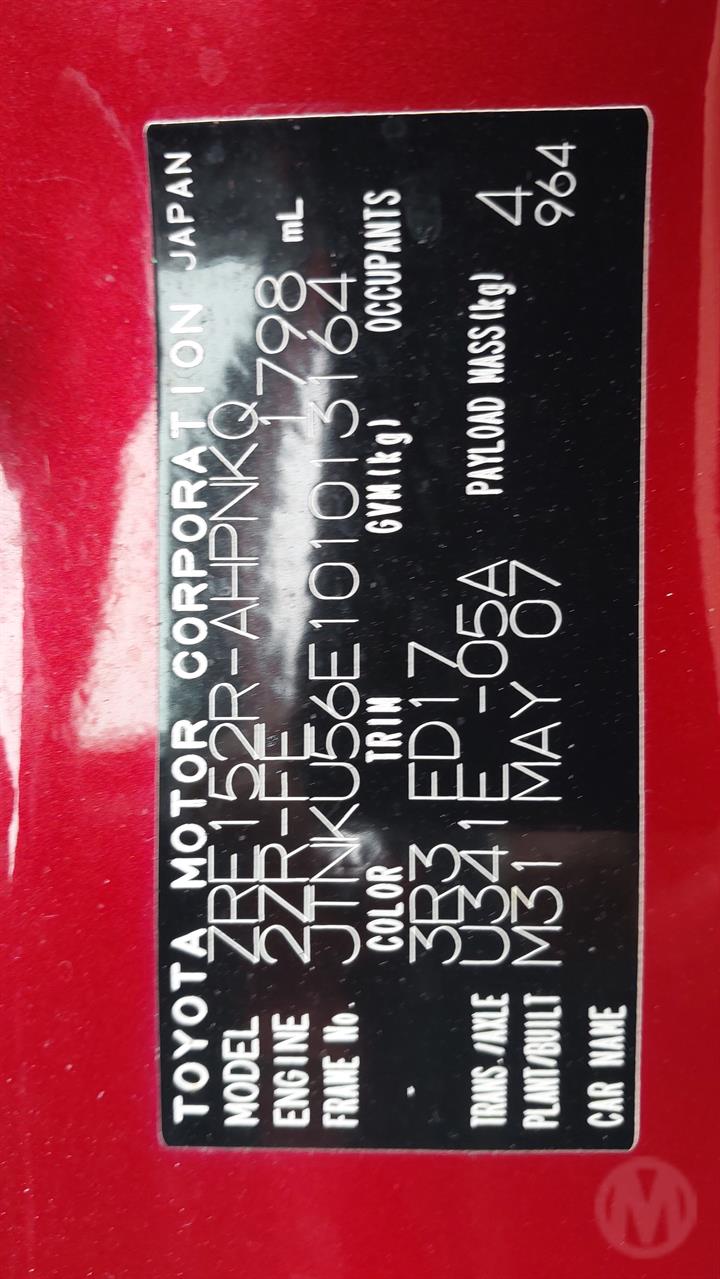 TOYOTA MOTOR CORPORATION JAPAN
MODEL ZRE152R-AHPNKQ
ENGINE 2ZR-FE 1798 mL
FRAME No. JTNKU56E101013164
COLOR TRIM GVM(kg) OCCUPANTS
3R3 ED17
TRANS./AXLE U341E -05A PAYLOAD MASS(kg) 4
PLANT/BUILT M31 MAY 07 964
CAR NAME
M